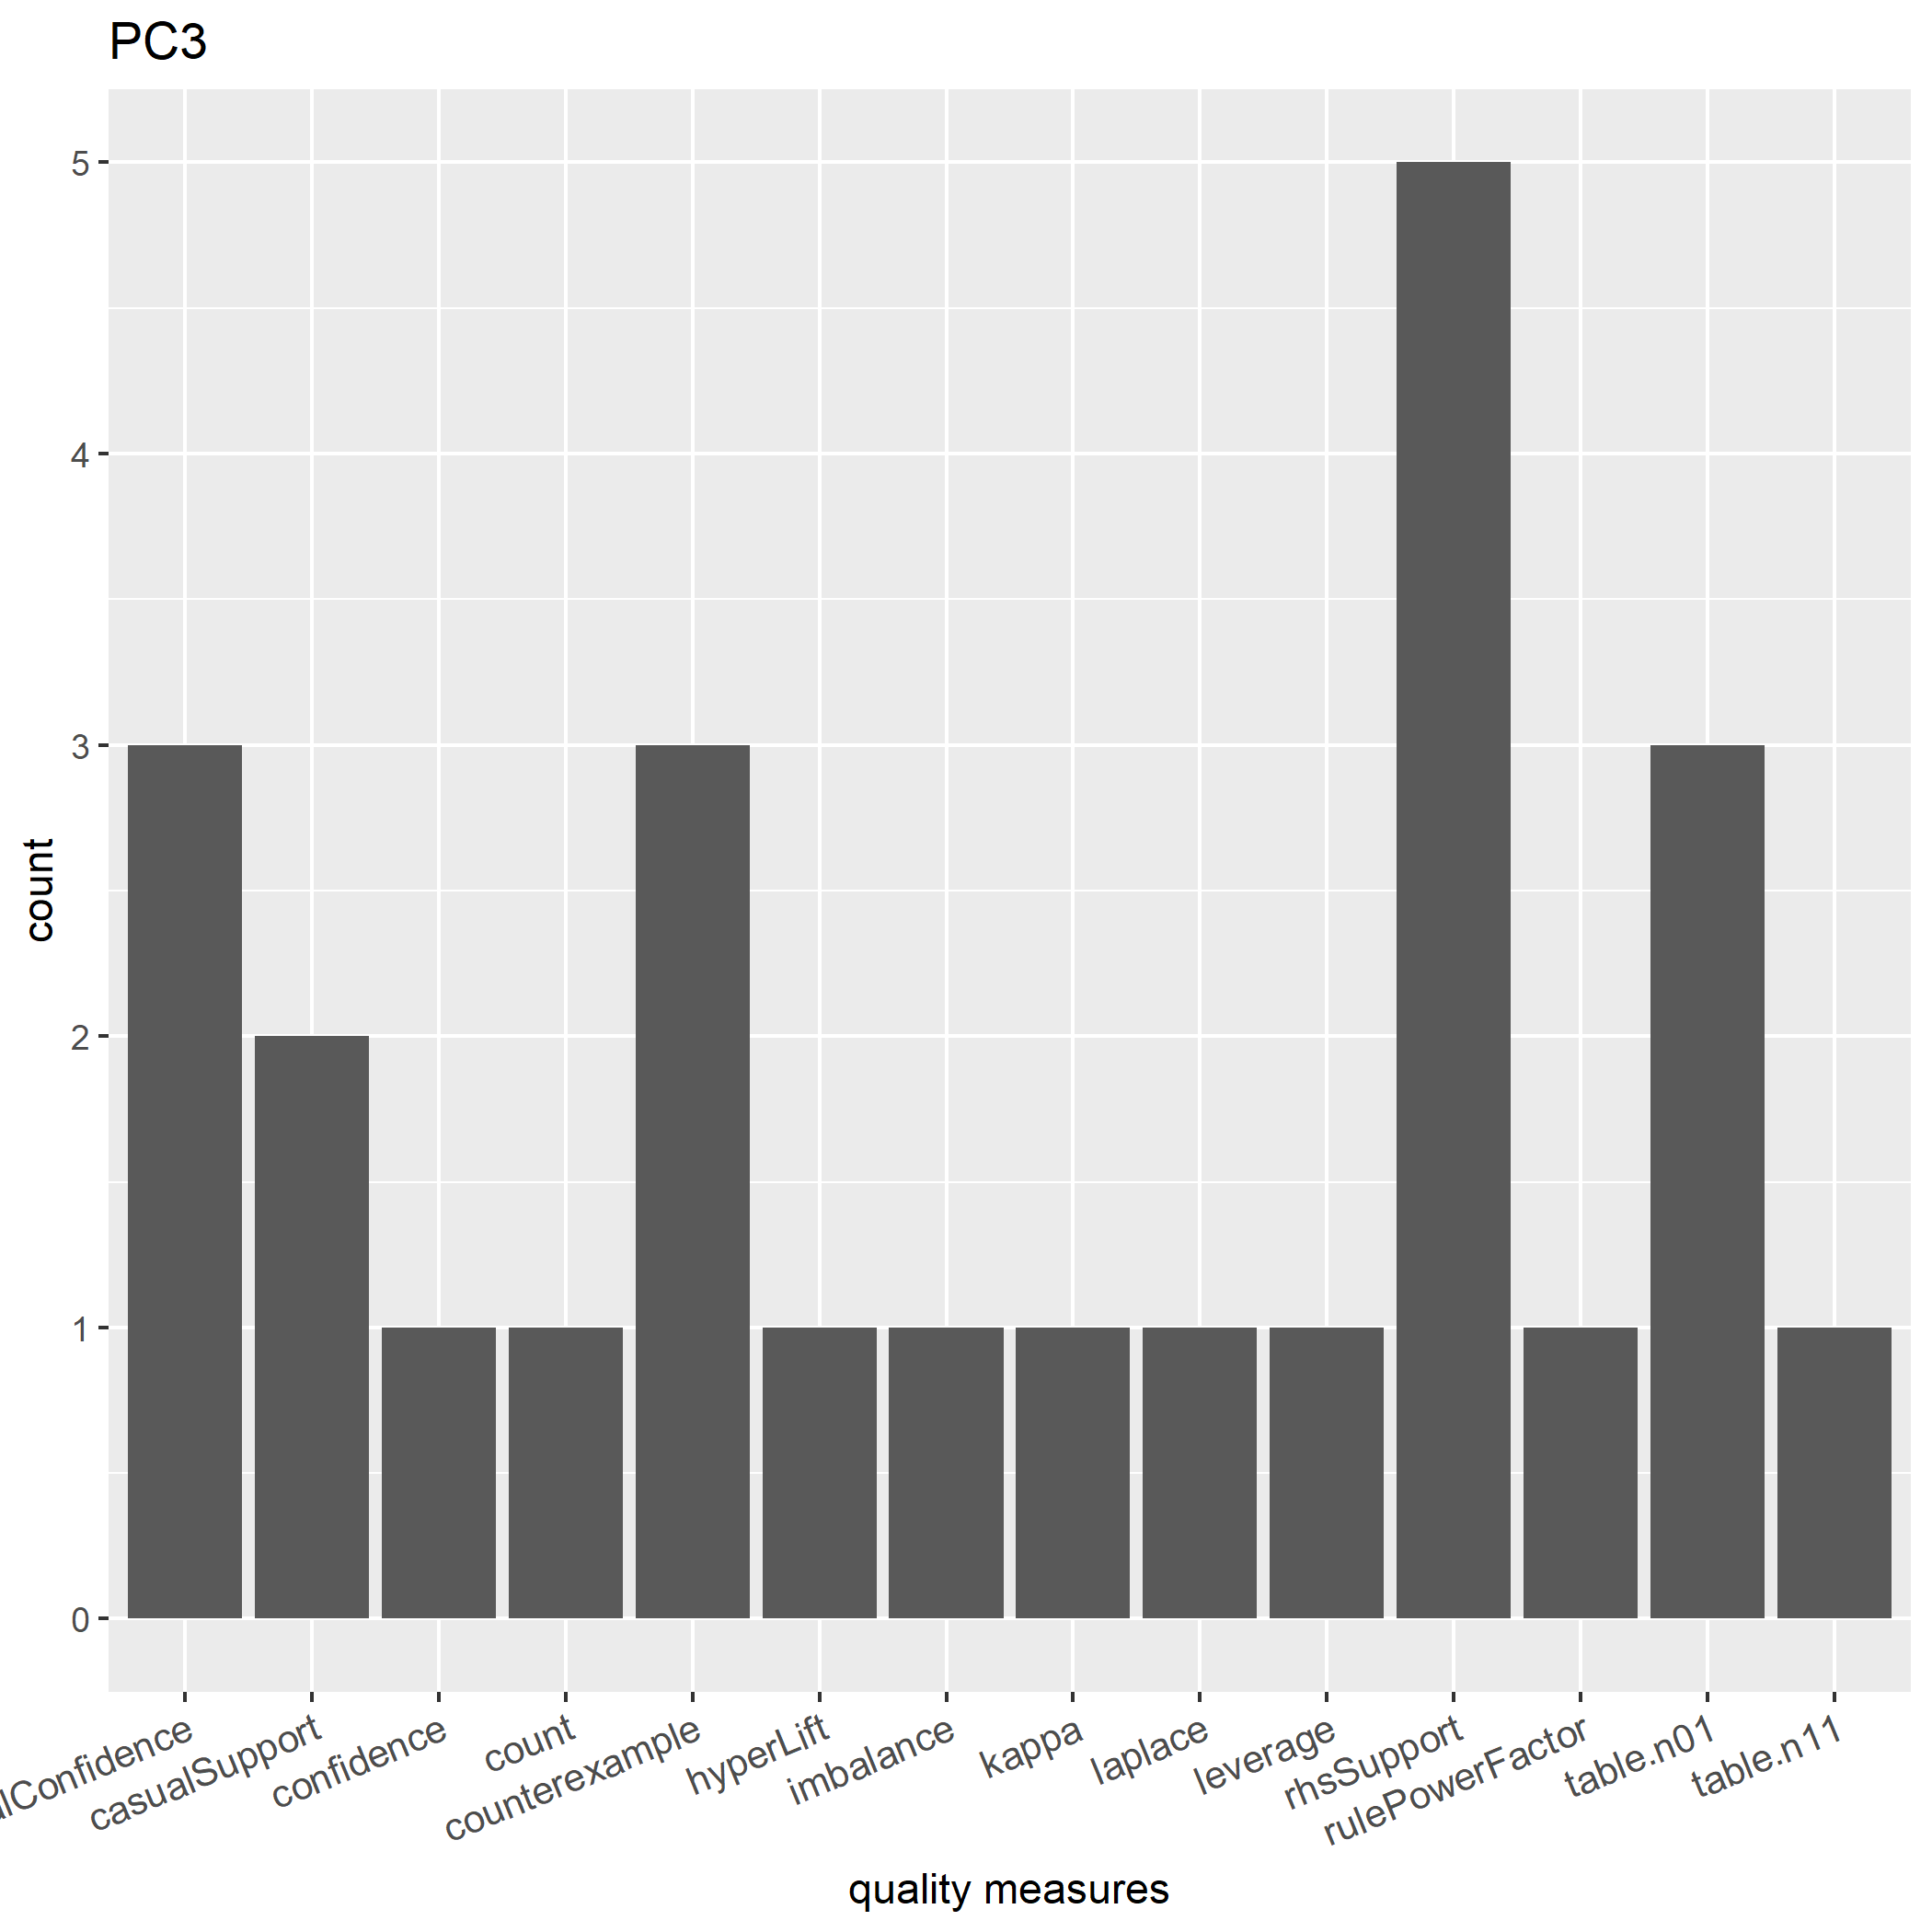 PC3
5
4
3
2
1
0
count
casualSupport
confidence
count
counterexample
hyperLift
imbalance
kappa
laplace
leverage
rhsSupport
rulePowerFactor
table.n01
table.n11
quality measures